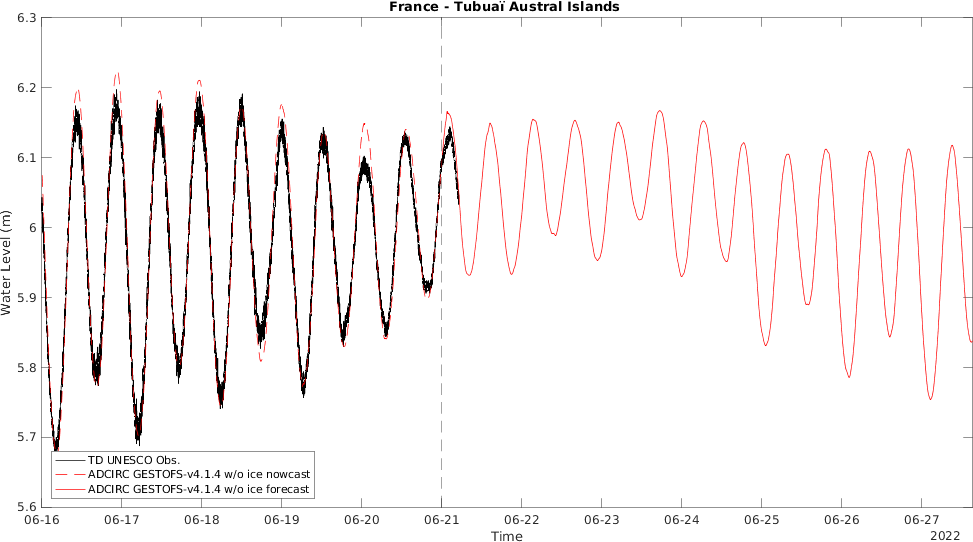 France - Tubuaï Austral Islands
6.3
6.2
6.1
6
5.9
5.8
5.7
5.6
Water Level (m)
TD UNESCO Obs.
ADCIRC GESTOFS-v4.1.4 w/o ice nowcast
ADCIRC GESTOFS-v4.1.4 w/o ice forecast
06-16 06-17 06-18 06-19 06-20 06-21 06-22 06-23 06-24 06-25 06-26 06-27
Time
2022